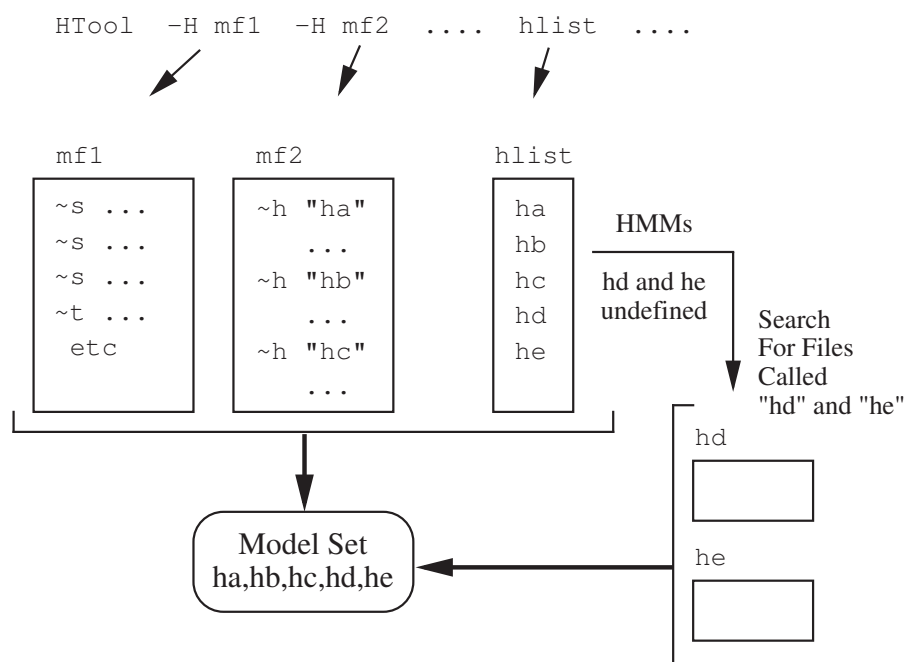 HTool -H mf1 -H mf2 .... hlist ....
mf1
~s ...
~s ...
~s ...
~t ...
etc
mf2
~h "ha"
...
~h "hb"
...
~h "hc"
...
hlist
ha
hb
hc
hd
he
HMMs
hd and he
undefined
Search
For Files
Called
"hd" and "he"
hd
he
Model Set
ha,hb,hc,hd,he